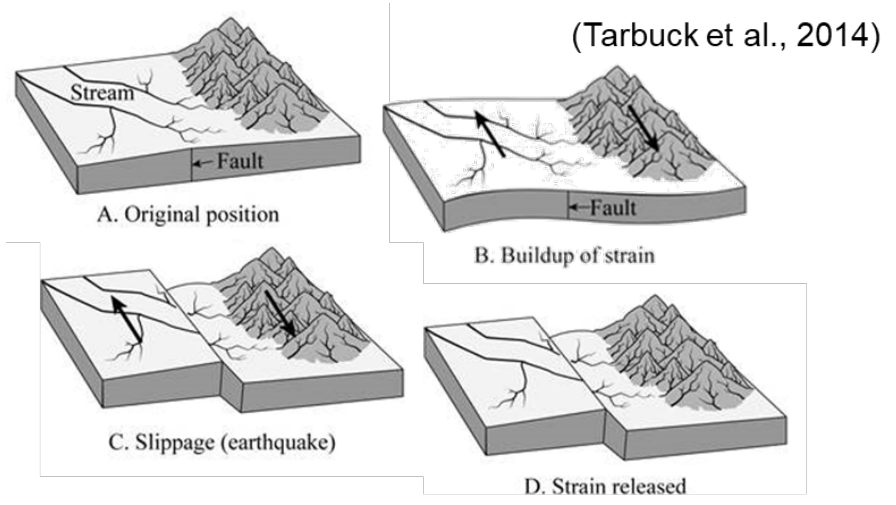 (Tarbuck et al., 2014)
Stream
Fault
A. Original position
Fault
B. Buildup of strain
C. Slippage (earthquake)
D. Strain released